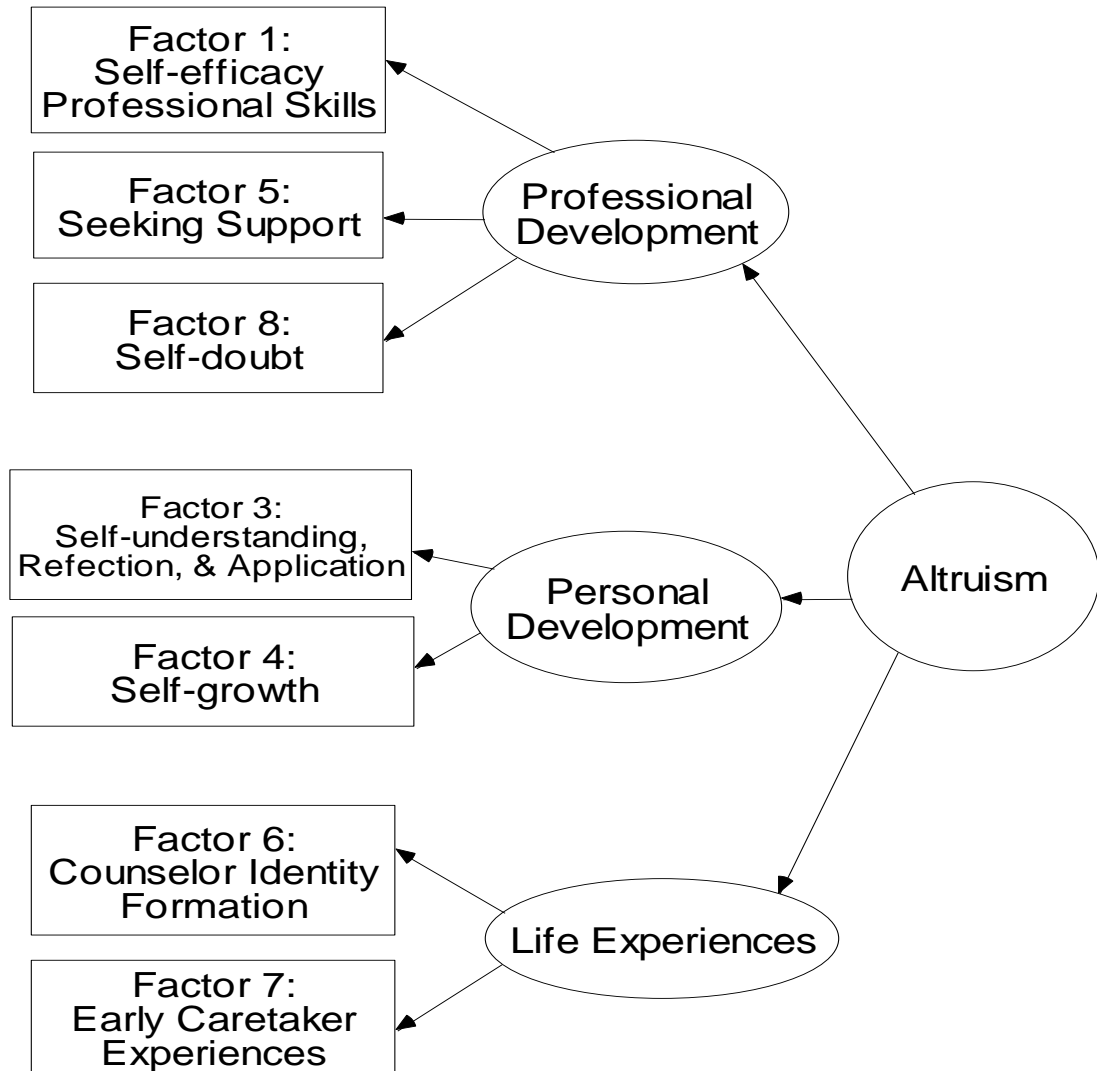 Factor 1:
Self-efficacy
Professional Skills
Factor 5:
Seeking Support
Factor 8:
Self-doubt
Professional
Development
Factor 3:
Self-understanding,
Refection, & Application
Factor 4:
Self-growth
Personal
Development
Altruism
Factor 6:
Counselor Identity
Formation
Factor 7:
Early Caretaker
Experiences
Life Experiences